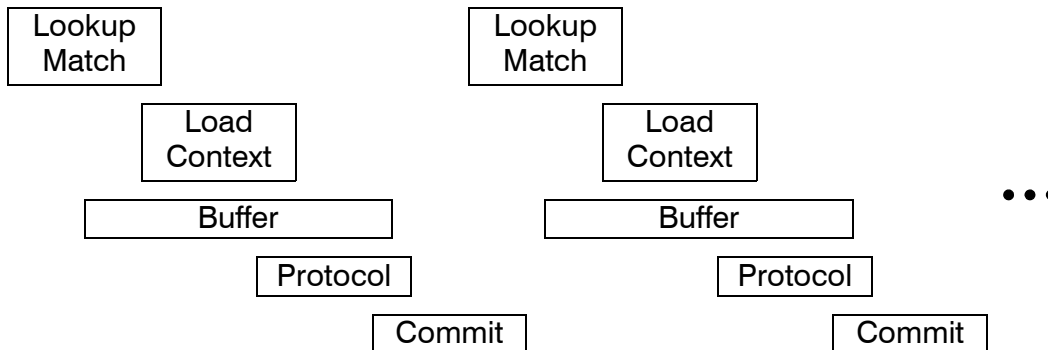 Lookup
Match
Load
Context
Buffer
Protocol
Commit
Lookup
Match
Load
Context
Buffer
Protocol
Commit